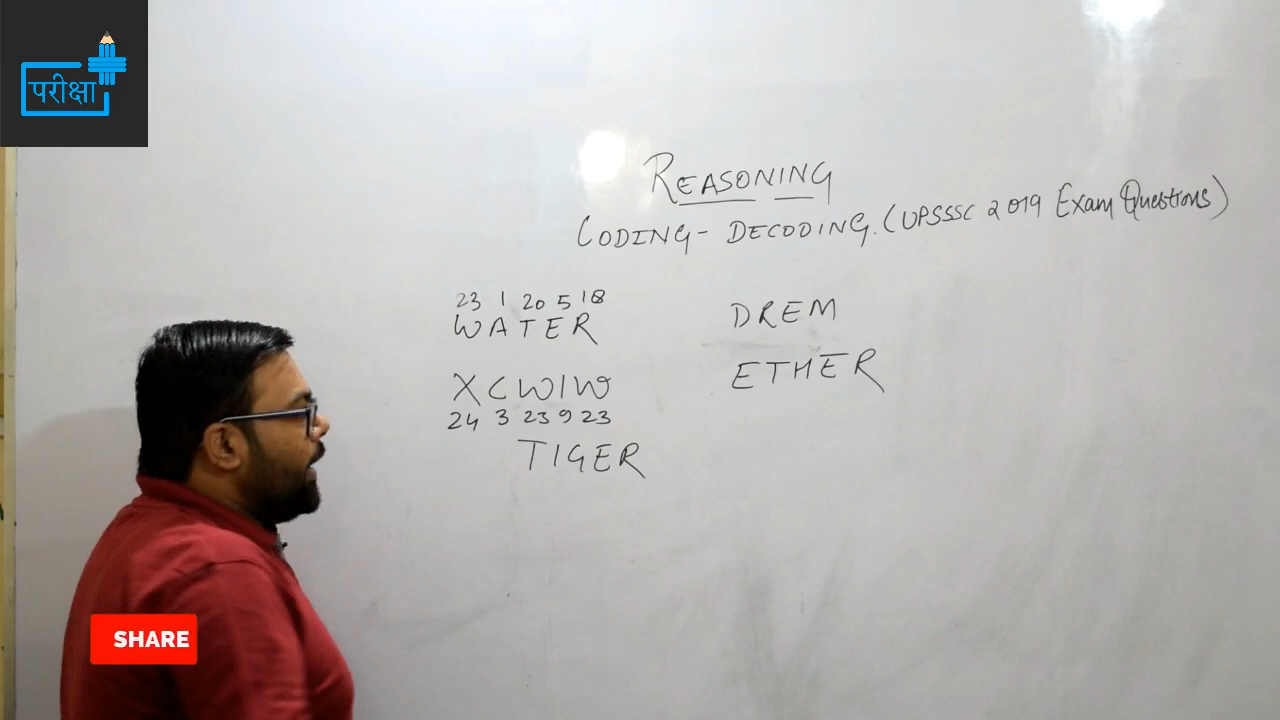 परीक्षा
REASONING
CODING - DECODING. (UPSSSC 2019 Exam Questions)
23 1 20 5 18
WATER
XCWIW
24 3 23 9 23
TIGER
DREM
ETHER
SHARE